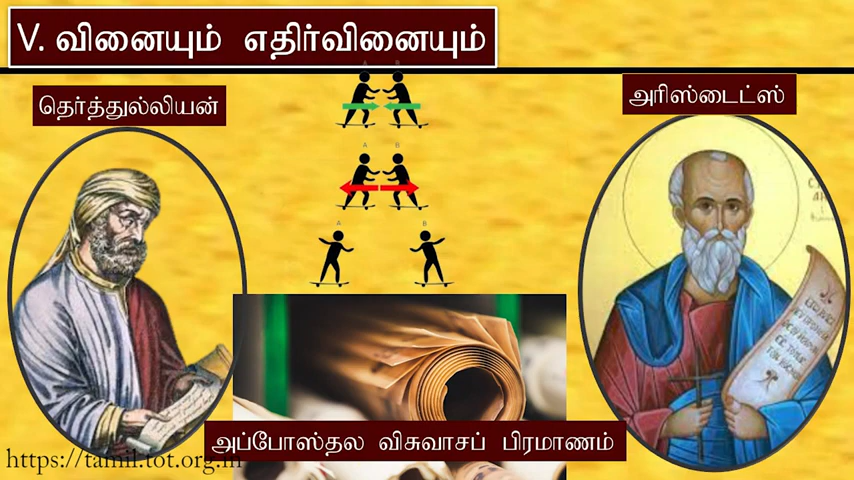 V. வினையும் எதிர்வினையும்
தெர்த்துல்லியன்
அரிஸ்டைட்ஸ்
A B
A B
A B
அப்போஸ்தல விசுவாசப் பிரமாணம்
https://tamil.tot.org.in